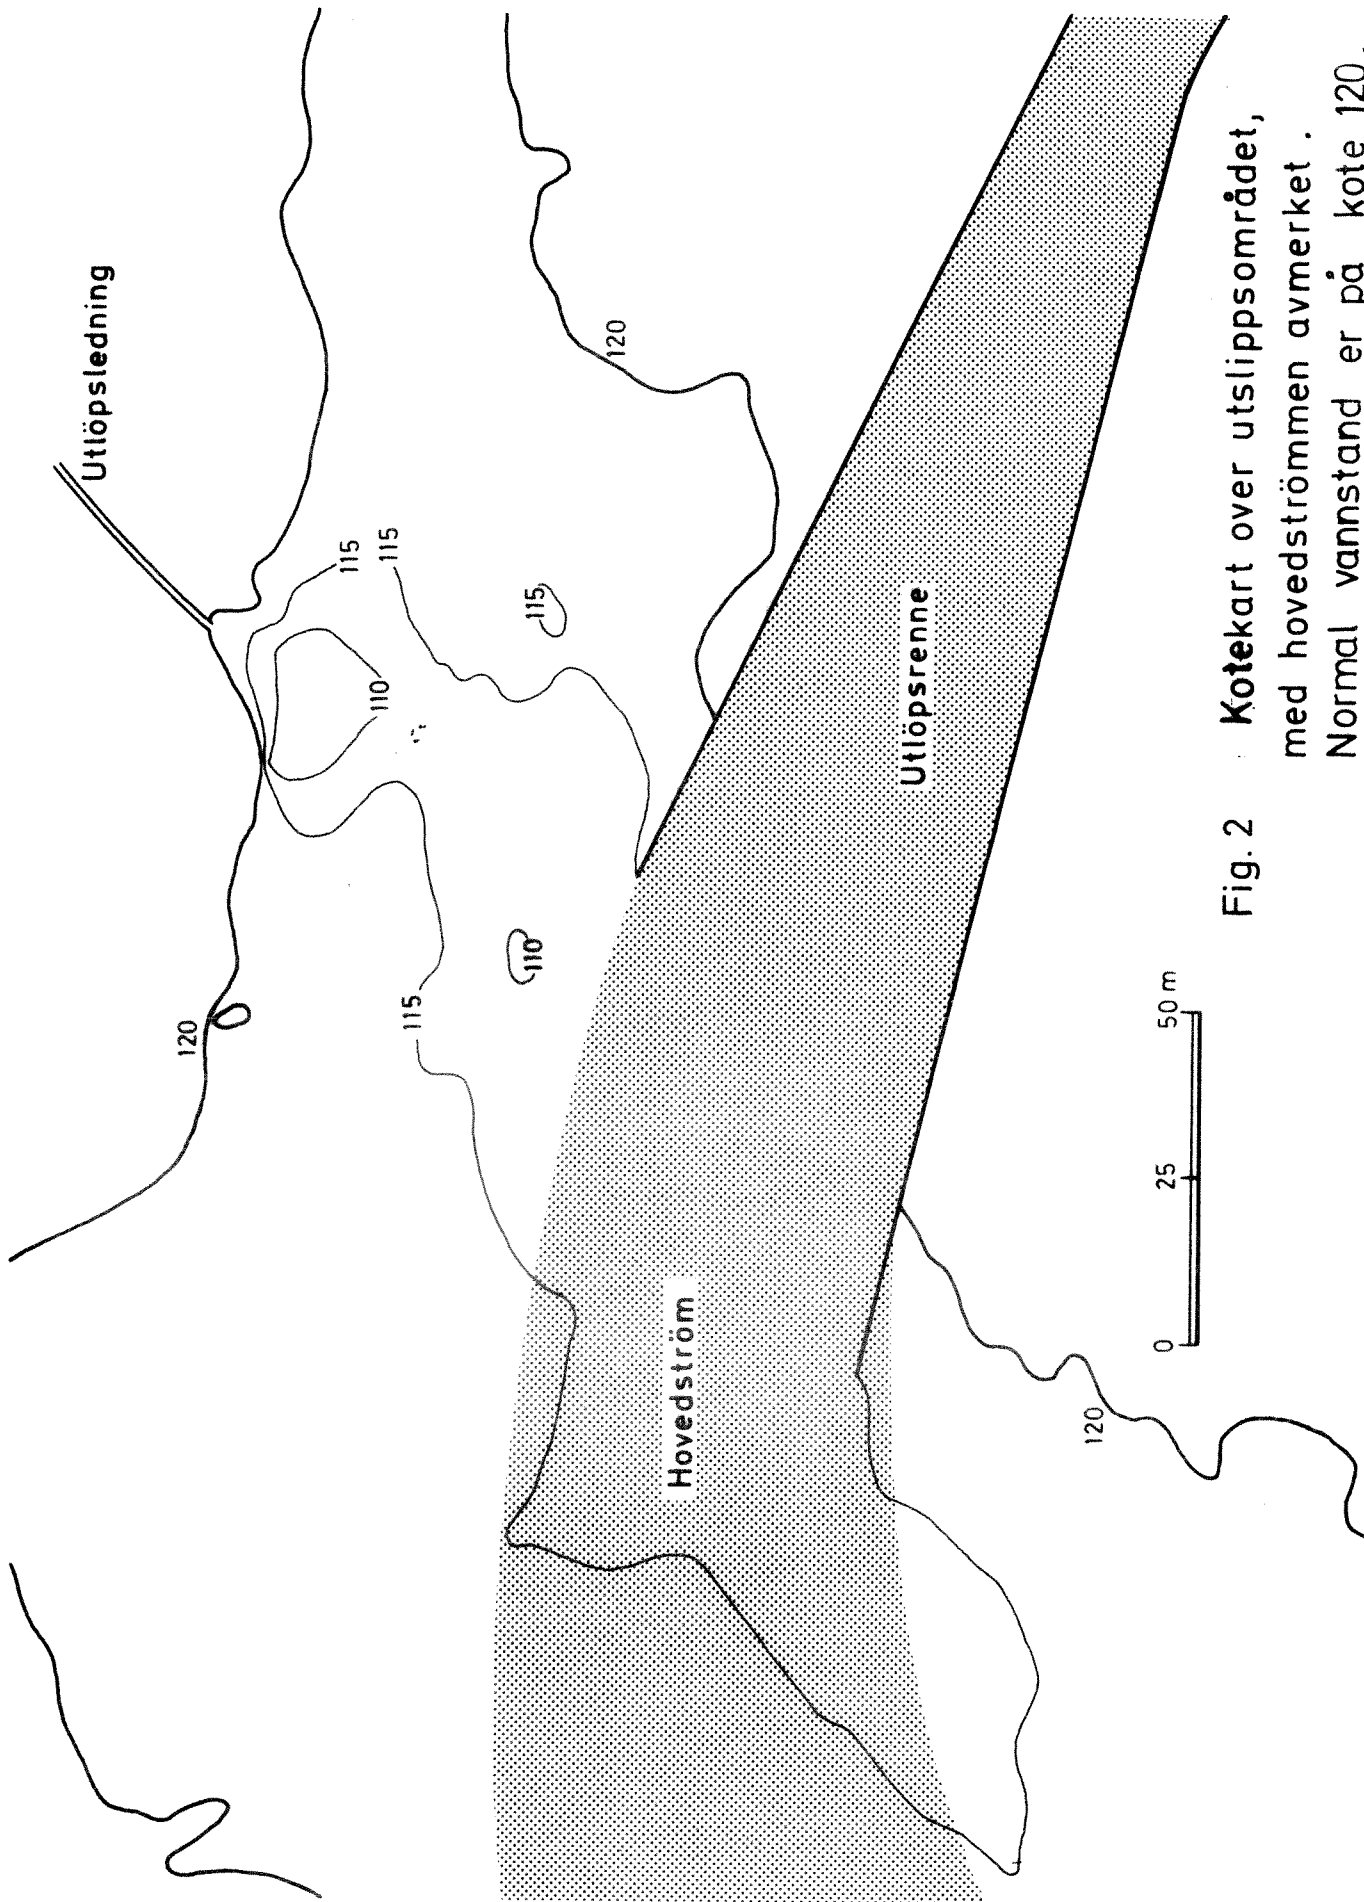 Utlöpsledning
115
115
115
110
120
120
110
115
Utlöpsrenne
Hovedström
120
0 25 50 m
Fig. 2 Kotekart over utslippsområdet,
med hovedströmmen avmerket.
Normal vannstand er på kote 120.